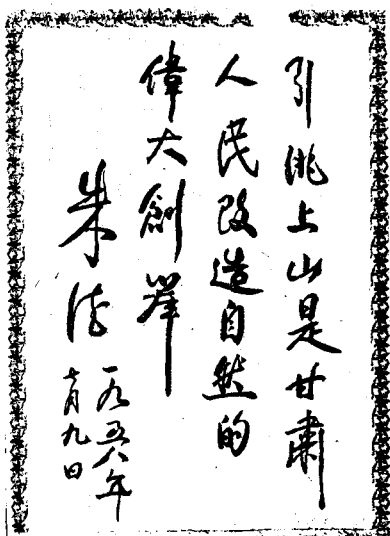 引洮上山是甘肅
人民改造自然的
偉大創舉
朱德
一九五八年
七月九日